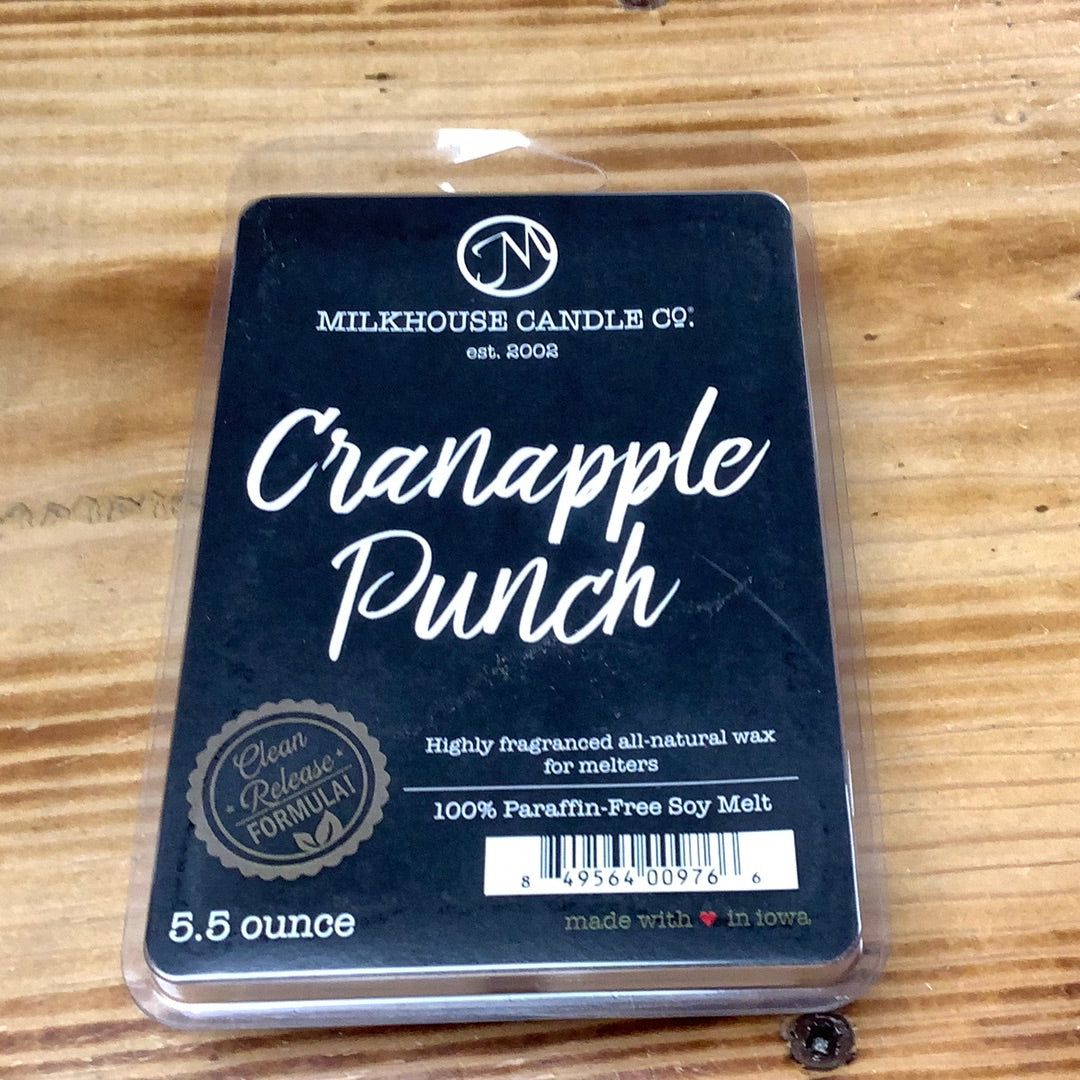 JM
MILKHOUSE CANDLE CO.®
est. 2002
Cranapple
Punch
Highly fragranced all-natural wax
for melters
100% Paraffin-Free Soy Melt
Clean
Release
FORMULA!
8 49564 00976 6
5.5 ounce
made with ♥ in iowa